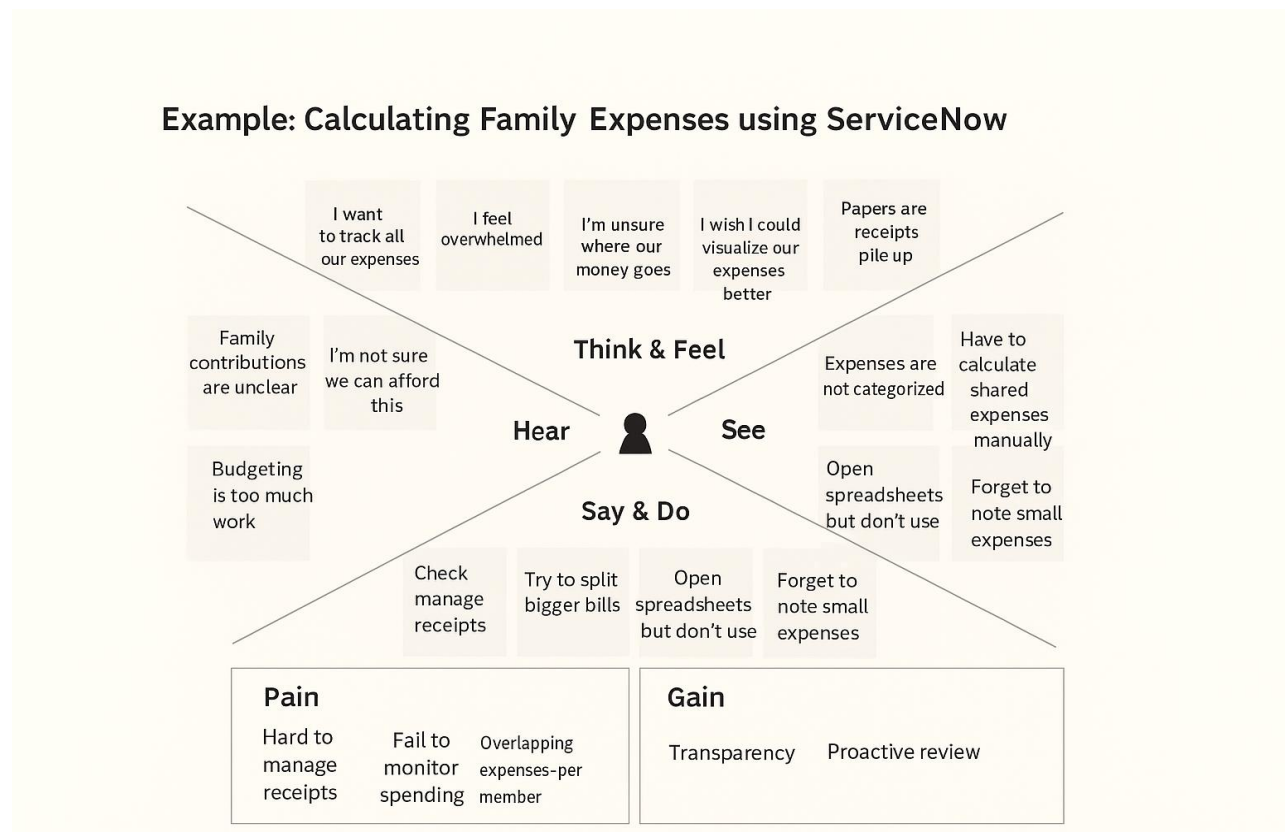 Example: Calculating Family Expenses using ServiceNow
I want
to track all
our expenses
I feel
overwhelmed
I'm unsure
where our
money goes
I wish I could
visualize our
expenses
better
Papers are
receipts
pile up
Think & Feel
Family
contributions
are unclear
I'm not sure
we can afford
this
Budgeting
is too much
work
Hear
See
Expenses are
not categorized
Have to
calculate
shared
expenses
manually
Open
spreadsheets
but don't use
Forget to
note small
expenses
Say & Do
Check
manage
receipts
Try to split
bigger bills
Open
spreadsheets
but don't use
Forget to
note small
expenses
Pain
Hard to
manage
receipts
Fail to
monitor
spending
Overlapping
expenses-per
member
Gain
Transparency
Proactive review